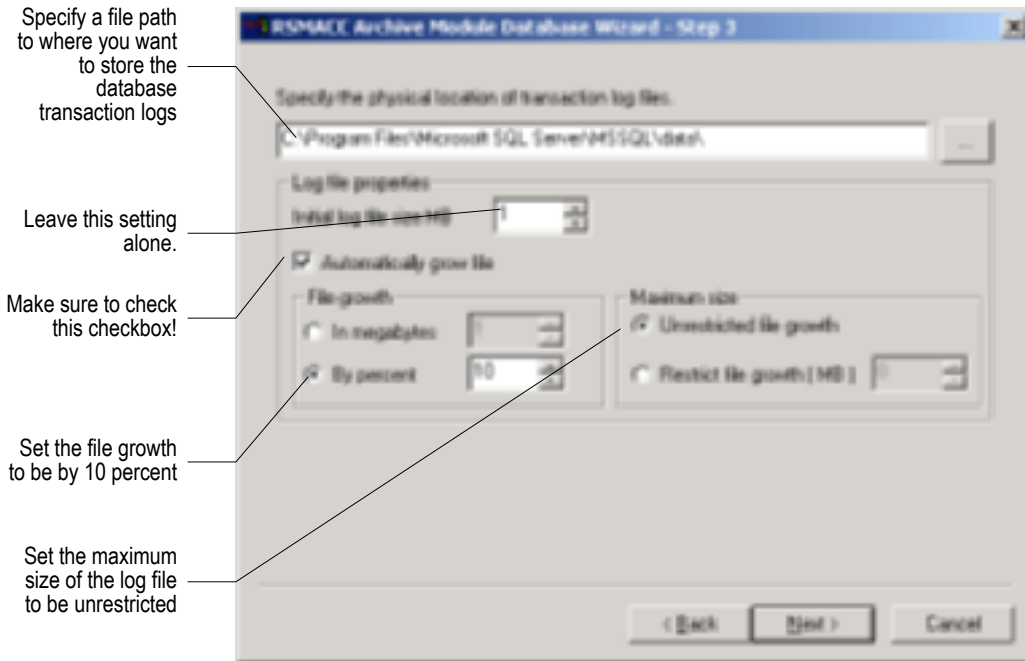 Specify a file path
to where you want
to store the
database
transaction logs
RSMACC Archive Module Database Wizard - Step 3
Specify the physical location of transaction log files.
C:\Program Files\Microsoft SQL Server\MSSQL\data\
...
Log file properties
Initial log file size MB 1
Leave this setting
alone.
Automatically grow file
Make sure to check
this checkbox!
File growth
In megabytes 1
By percent 10
Maximum size
Unrestricted file growth
Restrict file growth [ MB ] 0
Set the file growth
to be by 10 percent
Set the maximum
size of the log file
to be unrestricted
< Back Next > Cancel